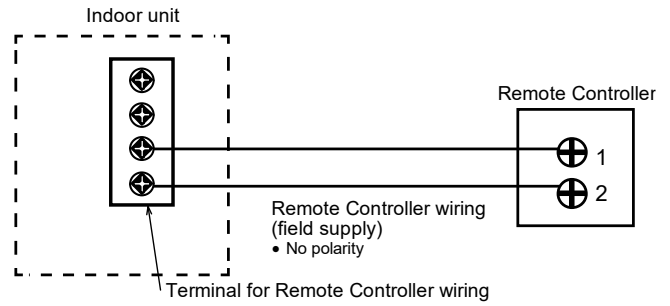 Indoor unit
Remote Controller
1
2
Remote Controller wiring
(field supply)
• No polarity
Terminal for Remote Controller wiring